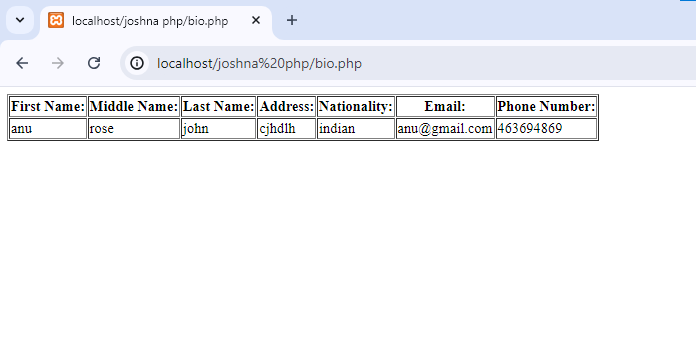 localhost/joshna php/bio.php
localhost/joshna%20php/bio.php
First Name: Middle Name: Last Name: Address: Nationality: Email: Phone Number:
anu rose john cjhdlh indian anu@gmail.com 463694869